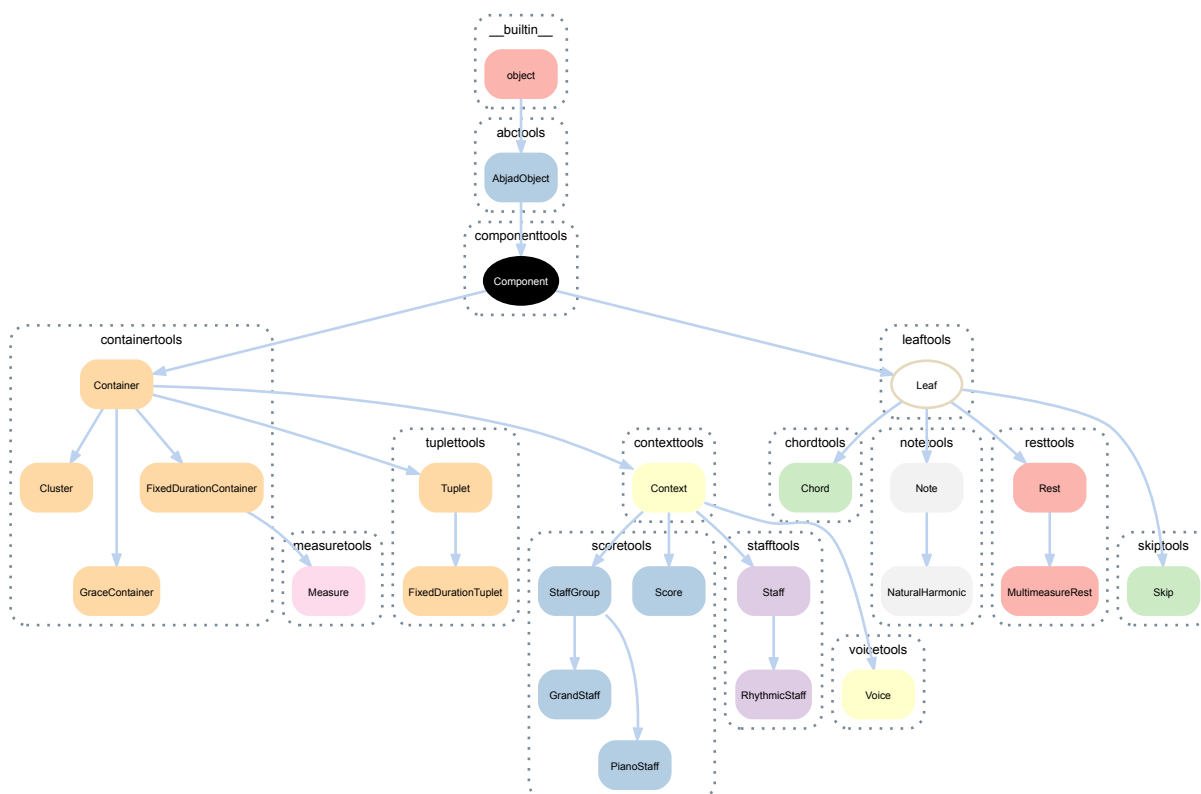 __builtin__
object
abctools
AbjadObject
componenttools
Component
containertools
leaftools
Container
Leaf
tuplettools
contexttools
chordtools
notetools
resttools
Cluster
FixedDurationContainer
Tuplet
Context
Chord
Note
Rest
measuretools
scoretools
stafftools
skiptools
GraceContainer
Measure
FixedDurationTuplet
StaffGroup
Score
Staff
NaturalHarmonic
MultimeasureRest
Skip
voicetools
GrandStaff
RhythmicStaff
Voice
PianoStaff